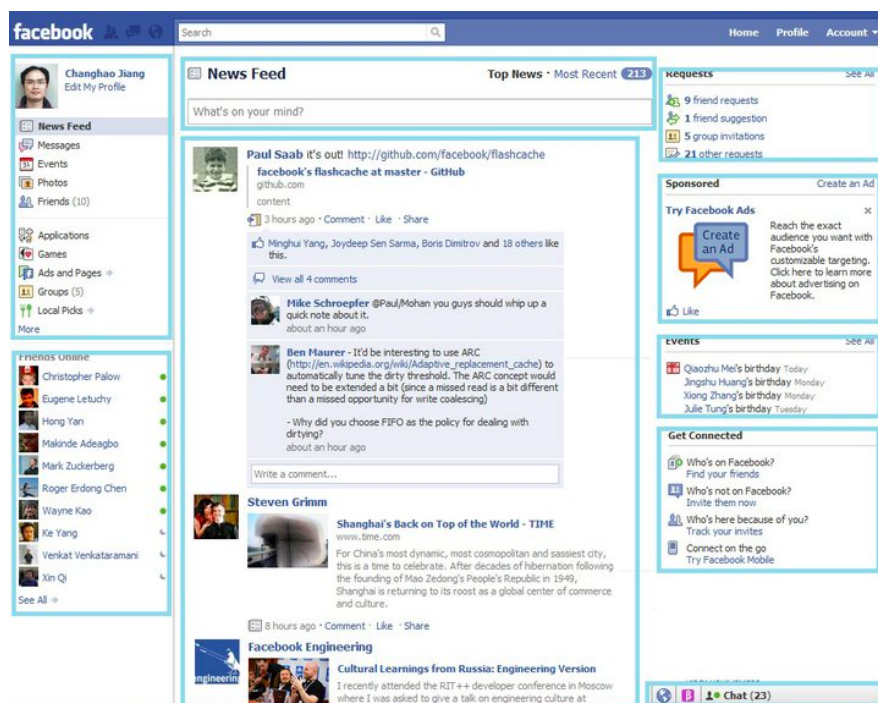 facebook
Search
Home Profile Account
Changhao Jiang
Edit My Profile
News Feed
Messages
Events
Photos
Friends (10)
Applications
Games
Ads and Pages
Groups (5)
Local Picks
More
Friends Online
Christopher Palow
Eugene Letuchy
Hong Yan
Makinde Adeagbo
Mark Zuckerberg
Roger Erdong Chen
Wayne Kao
Ke Yang
Venkat Venkataramani
Xin Qi
See All
News Feed
Top News · Most Recent 213
What's on your mind?
Paul Saab it's out! http://github.com/facebook/flashcache
facebook's flashcache at master - GitHub
github.com
content
3 hours ago · Comment · Like · Share
Minghui Yang, Joydeep Sen Sarma, Boris Dimitrov and 18 others like
this.
View all 4 comments
Mike Schroepfer @Paul/Mohan you guys should whip up a
quick note about it.
about an hour ago
Ben Maurer - It'd be interesting to use ARC
(http://en.wikipedia.org/wiki/Adaptive_replacement_cache) to
automatically tune the dirty threshold. The ARC concept would
need to be extended a bit (since a missed read is a bit different
than a missed opportunity for write coalescing)
- Why did you choose FIFO as the policy for dealing with
dirtying?
about an hour ago
Write a comment...
Steven Grimm
Shanghai's Back on Top of the World - TIME
www.time.com
For China's most dynamic, most cosmopolitan and sassiest city,
this is a time to celebrate. After decades of hibernation following
the founding of Mao Zedong's People's Republic in 1949,
Shanghai is returning to its roost as a global center of commerce
and culture.
8 hours ago · Comment · Like · Share
Facebook Engineering
engineering
Cultural Learnings from Russia: Engineering Version
I recently attended the RIT++ developer conference in Moscow
where I was asked to give a talk on engineering culture at
Requests
See All
9 friend requests
1 friend suggestion
5 group invitations
21 other requests
Sponsored
Create an Ad
Try Facebook Ads
Create
an Ad
Reach the exact
audience you want with
Facebook's
customizable targeting.
Click here to learn more
about advertising on
Facebook.
Like
Events
See All
Qiaozhu Mei's birthday Today
Jingshu Huang's birthday Monday
Xiong Zhang's birthday Monday
Julie Tung's birthday Tuesday
Get Connected
Who's on Facebook?
Find your friends
Who's not on Facebook?
Invite them now
Who's here because of you?
Track your invites
Connect on the go
Try Facebook Mobile
Chat (23)